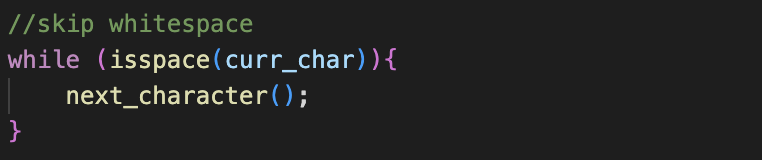 //skip whitespace
while (isspace(curr_char)){
    next_character();
}